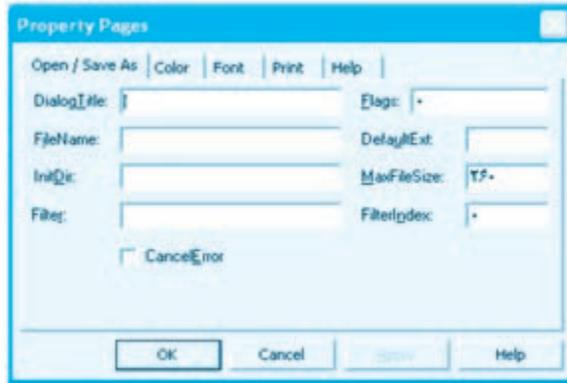 Property Pages
Open / Save As Color Font Print Help
DialogTitle: Flags: ۰
FileName: DefaultExt:
InitDir: MaxFileSize: ۲۶۰
Filter: FilterIndex: ۰
CancelError
OK Cancel Help